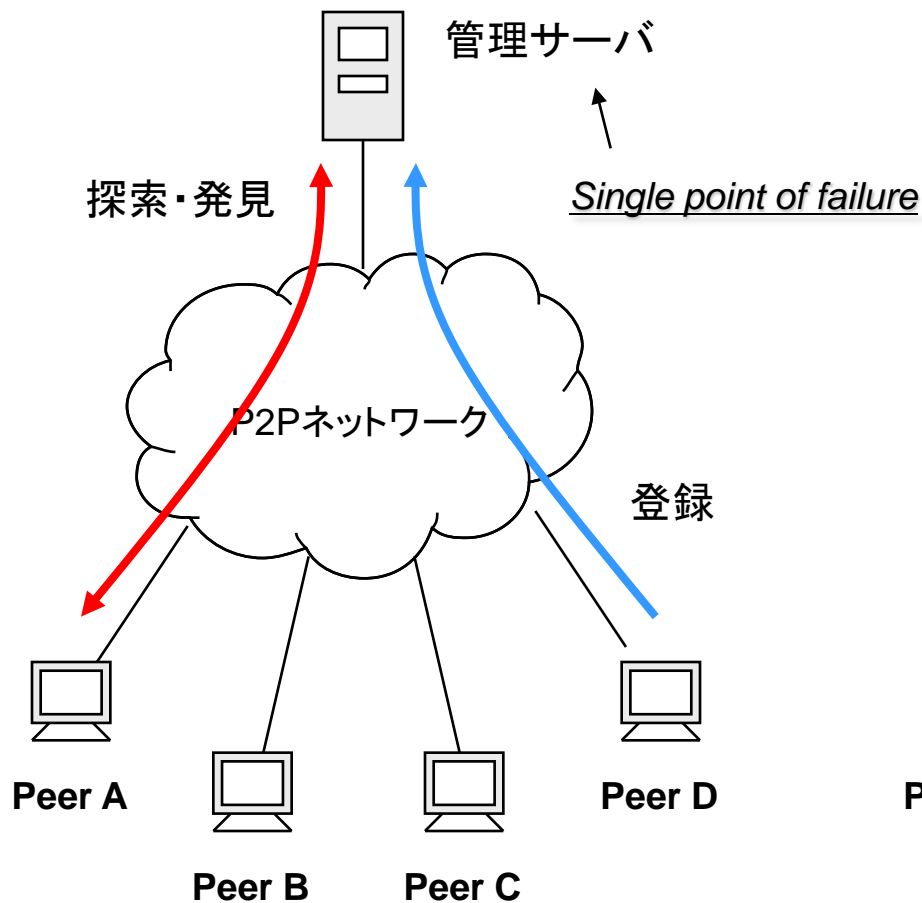 管理サーバ
探索・発見
Single point of failure
P2Pネットワーク
登録
Peer A
Peer D
P
Peer B
Peer C